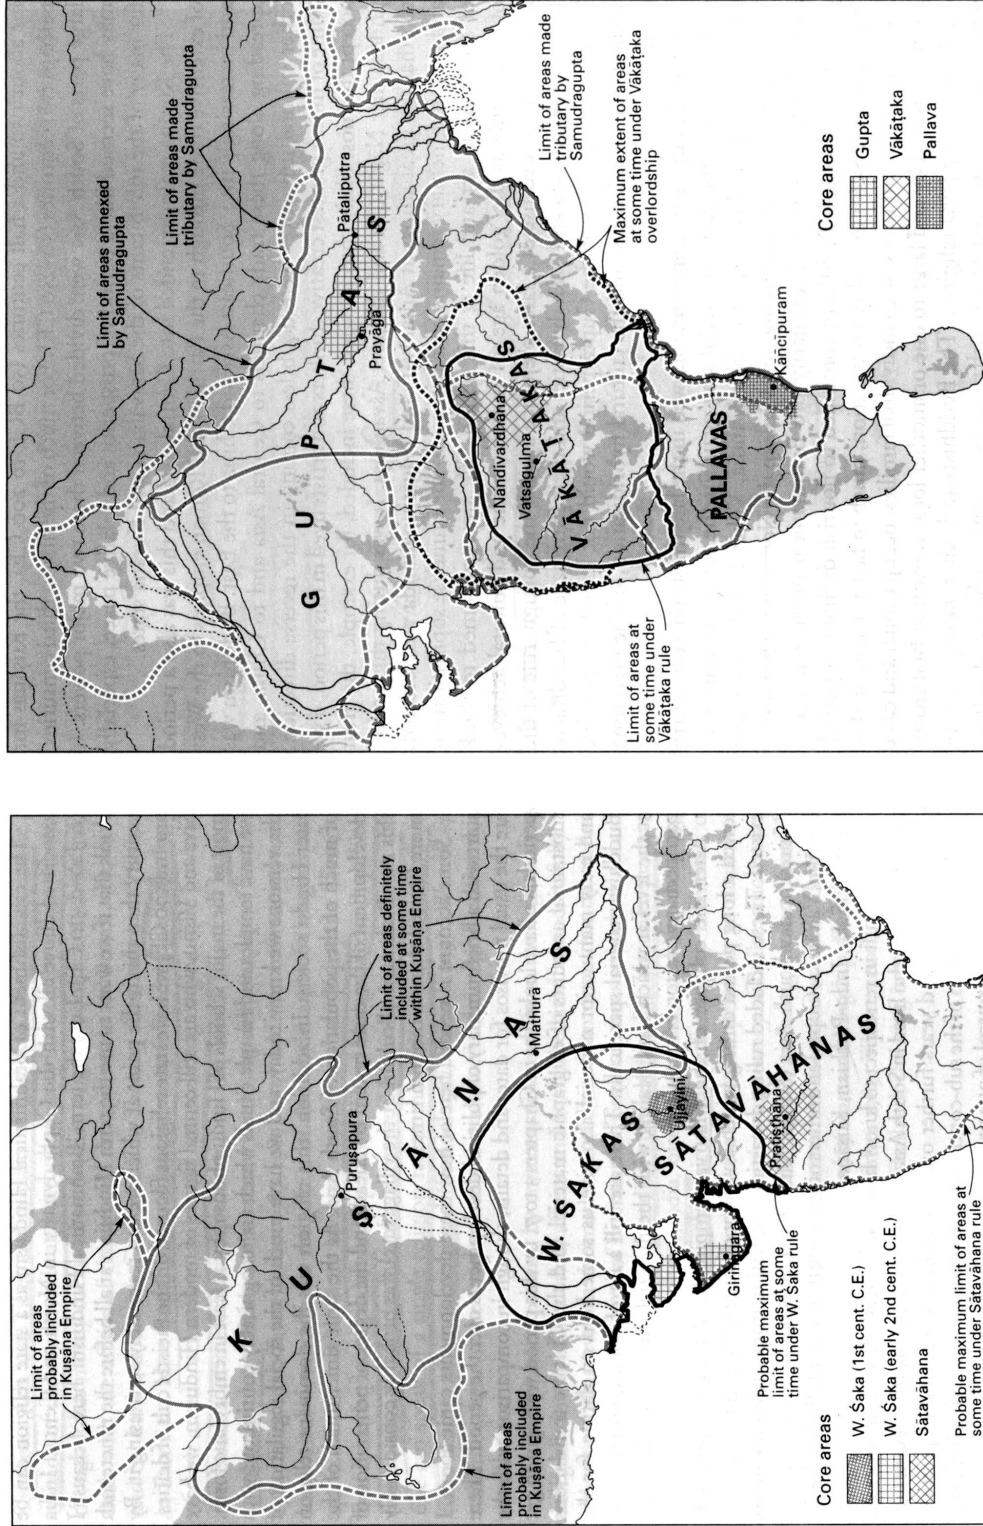 Limit of areas
probably included
in Kuṣāṇa Empire
K U Ṣ Ā Ṇ A S
Puruṣapura
Limit of areas definitely
included at some time
within Kuṣāṇa Empire
Mathurā
Limit of areas
probably included
in Kuṣāṇa Empire
W. ŚAKAS
Ujjayinī
SĀTAVĀHANAS
Pratiṣṭhāna
Girinagara
Probable maximum
limit of areas at some
time under W. Śaka rule
Core areas
W. Śaka (1st cent. C.E.)
W. Śaka (early 2nd cent. C.E.)
Sātavāhana
Probable maximum limit of areas at
some time under Sātavāhana rule
Limit of areas annexed
by Samudragupta
Limit of areas made
tributary by Samudragupta
Pāṭaliputra
Prayāga
G U P T A S
Limit of areas made
tributary by
Samudragupta
Maximum extent of areas
at some time under Vākāṭaka
overlordship
Nandivardhana
Vatsagulma
VĀKĀṬAKAS
Limit of areas at
some time under
Vākāṭaka rule
PALLAVAS
Kāñcipuram
Core areas
Gupta
Vākāṭaka
Pallava